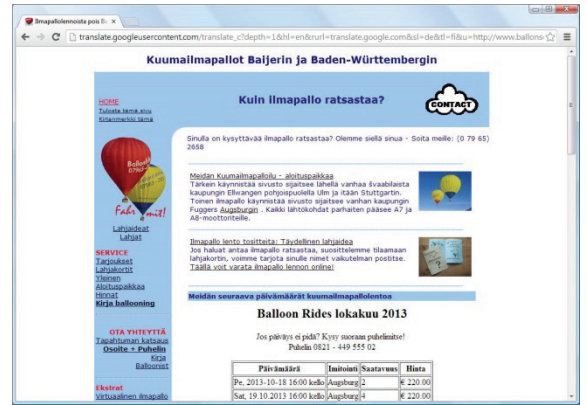 Ilmapallolennoista pois B
translate.googleusercontent.com/translate_c?depth=1&hl=en&rurl=translate.google.com&sl=de&tl=fi&u=http://www.ballons-
Kuumailmapallot Baijerin ja Baden-Württembergin
HOME
Tulosta tämä sivu
Kirjanmerkki tämä
Kuin ilmapallo ratsastaa?
CONTACT
Sinulla on kysyttävää ilmapallo ratsastaa? Olemme siellä sinua - Soita meille: (0 79 65)
2658
Fahr mit!
Lahjaideat
Lahjat
SERVICE
Tarjoukset
Lahjakortit
Yleinen
Aloituspaikkaa
Hinnat
Kirja ballooning
OTA YHTEYTTÄ
Tapahtuman katsaus
Osoite + Puhelin
Kirja
Balloonist
Ekstrat
Virtuaalinen ilmapallo
Meidän Kuumailmapalloilu - aloituspaikkaa
Tärkein käynnistää sivusto sijaitsee lähellä vanhaa švaabilaista
kaupungin Ellwangen pohjoispuolella Ulm ja itään Stuttgartin.
Toinen ilmapallo käynnistää sivusto sijaitsee vanhan kaupungin
Fuggers Augsburgin . Kaikki lähtökohdat parhaiten pääsee A7 ja
A8-moottoriteille.
Ilmapallo lento tositteita: Täydellinen lahjaidea
Jos haluat antaa ilmapallo ratsastaa, suosittelemme tilaamaan
lahjakortin, voimme tarjota sinulle nimet vaikutelman postitse.
Täällä voit varata ilmapallo lennon online!
Meidän seuraava päivämäärät kuumailmapallolentoa
Balloon Rides lokakuu 2013
Jos päiväys ei pidä? Kysy suoraan puhelimitse!
Puhelin 0821 - 449 555 02
Päivämäärä Imitointi Saatavuus Hinta
Pe, 2013-10-18 16:00 kello Augsburg 2 € 220.00
Sat, 19.10.2013 16:00 kello Augsburg 4 € 220.00